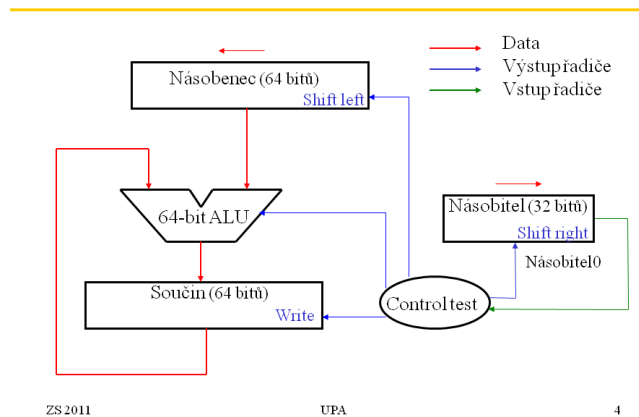 Data
Výstup řadiče
Vstup řadiče
Násobenec (64 bitů)
Shift left
64-bit ALU
Násobitel (32 bitů)
Shift right
Násobitel0
Součin (64 bitů)
Write
Control test
ZS 2011 UPA 4